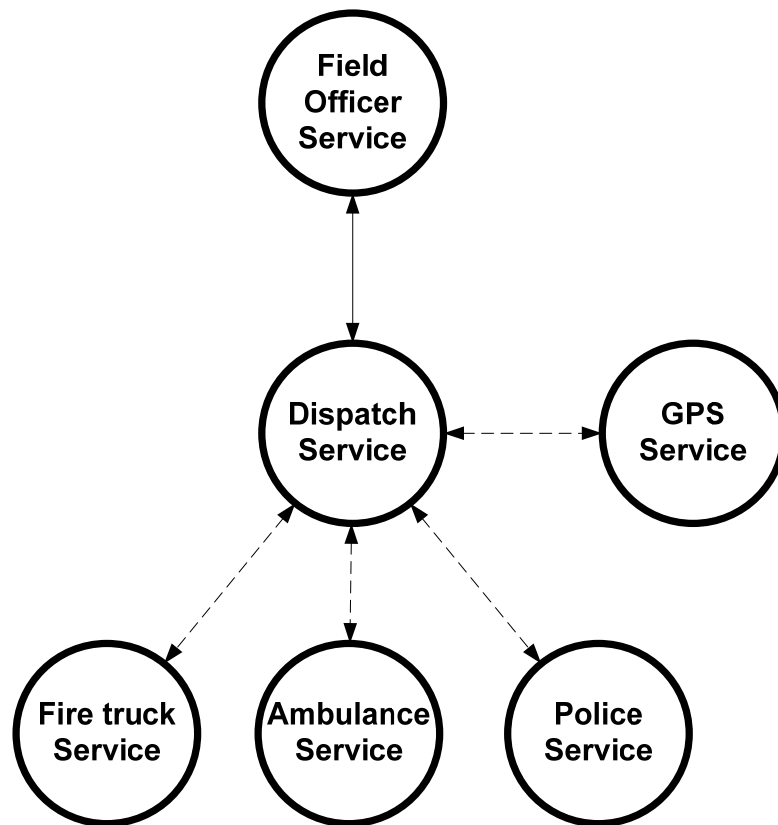 Field
Officer
Service
Dispatch
Service
GPS
Service
Fire truck
Service
Ambulance
Service
Police
Service